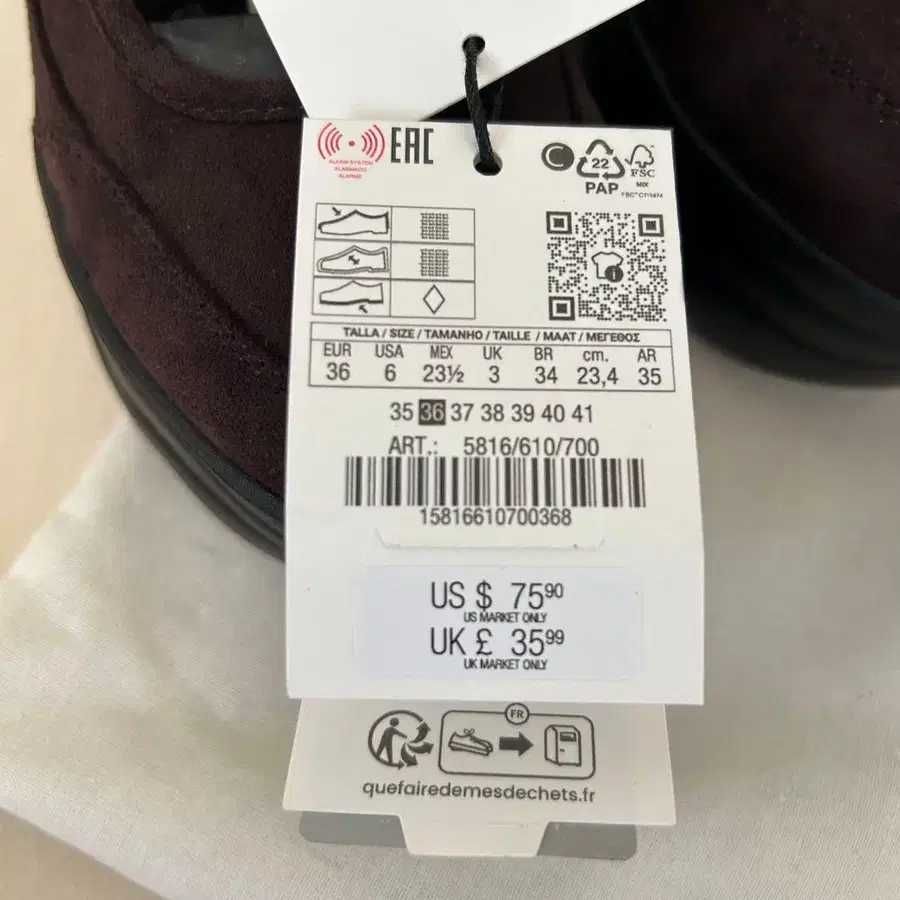 ALARM SYSTEM
ALARMADO
ALARME
EAC
C
22
PAP
FSC
MIX
FSC® C111474
TALLA / SIZE / TAMANHO / TAILLE / MAAT / ΜΕΓΕΘΟΣ
EUR USA MEX UK BR cm. AR
36 6 23½ 3 34 23,4 35
35 36 37 38 39 40 41
ART.: 5816/610/700
15816610700368
US $ 75⁹⁰
US MARKET ONLY
UK £ 35⁹⁹
UK MARKET ONLY
FR
quefairedemesdechets.fr